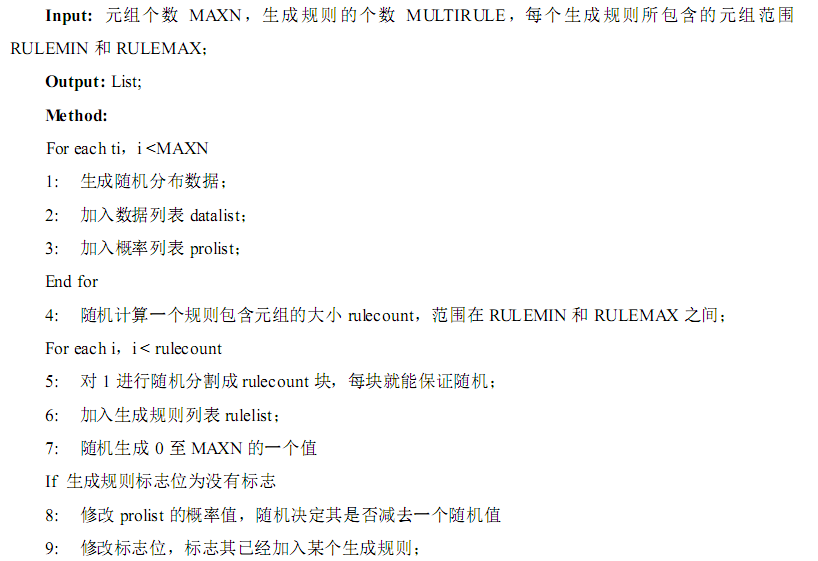 Input: 元组个数 MAXN，生成规则的个数 MULTIRULE，每个生成规则所包含的元组范围
RULEMIN 和 RULEMAX；
Output: List;
Method:
For each ti，i <MAXN
1: 生成随机分布数据；
2: 加入数据列表 datalist；
3: 加入概率列表 prolist；
End for
4: 随机计算一个规则包含元组的大小 rulecount，范围在 RULEMIN 和 RULEMAX 之间；
For each i，i < rulecount
5: 对 1 进行随机分割成 rulecount 块，每块就能保证随机；
6: 加入生成规则列表 rulelist；
7: 随机生成 0 至 MAXN 的一个值
If 生成规则标志位为没有标志
8: 修改 prolist 的概率值，随机决定其是否减去一个随机值
9: 修改标志位，标志其已经加入某个生成规则；